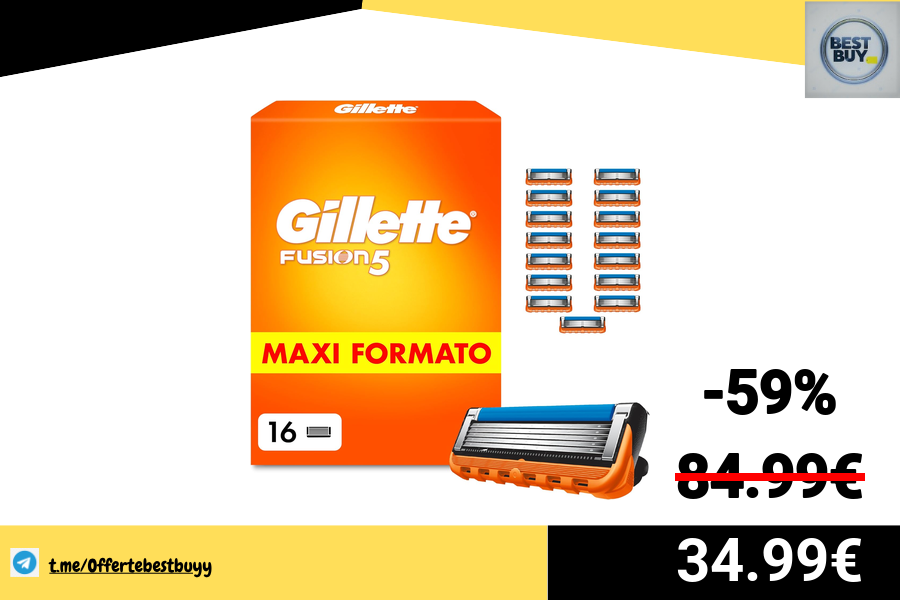 BEST
BUY
Gillette
Gillette®
FUSION5
MAXI FORMATO
16
-59%
84.99€
34.99€
t.me/Offertebestbuyy